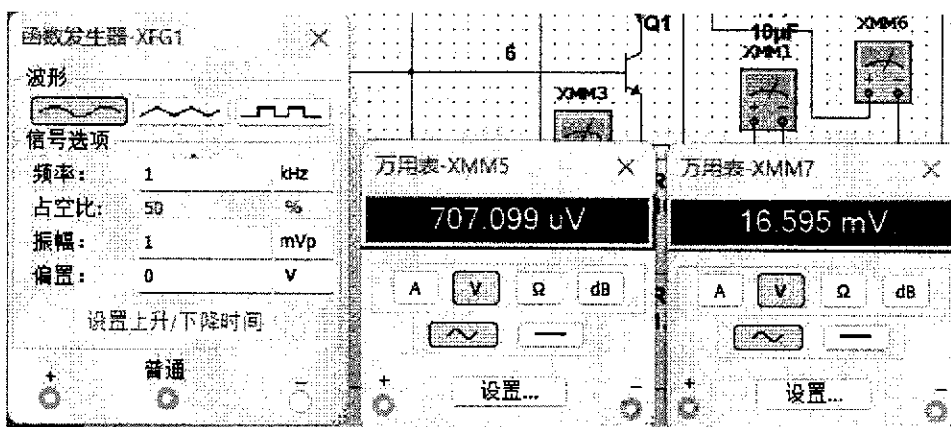 函数发生器-XFG1
波形
信号选项
频率: 1 kHz
占空比: 50 %
振幅: 1 mVp
偏置: 0 V
设置上升/下降时间
+ 普通 −
Q1
6
XMM3
10μF
XMM1
XMM6
+ −
+ −
万用表-XMM5
707.099 uV
A V Ω dB
设置...
+ −
万用表-XMM7
16.595 mV
A V Ω dB
设置...
+ −